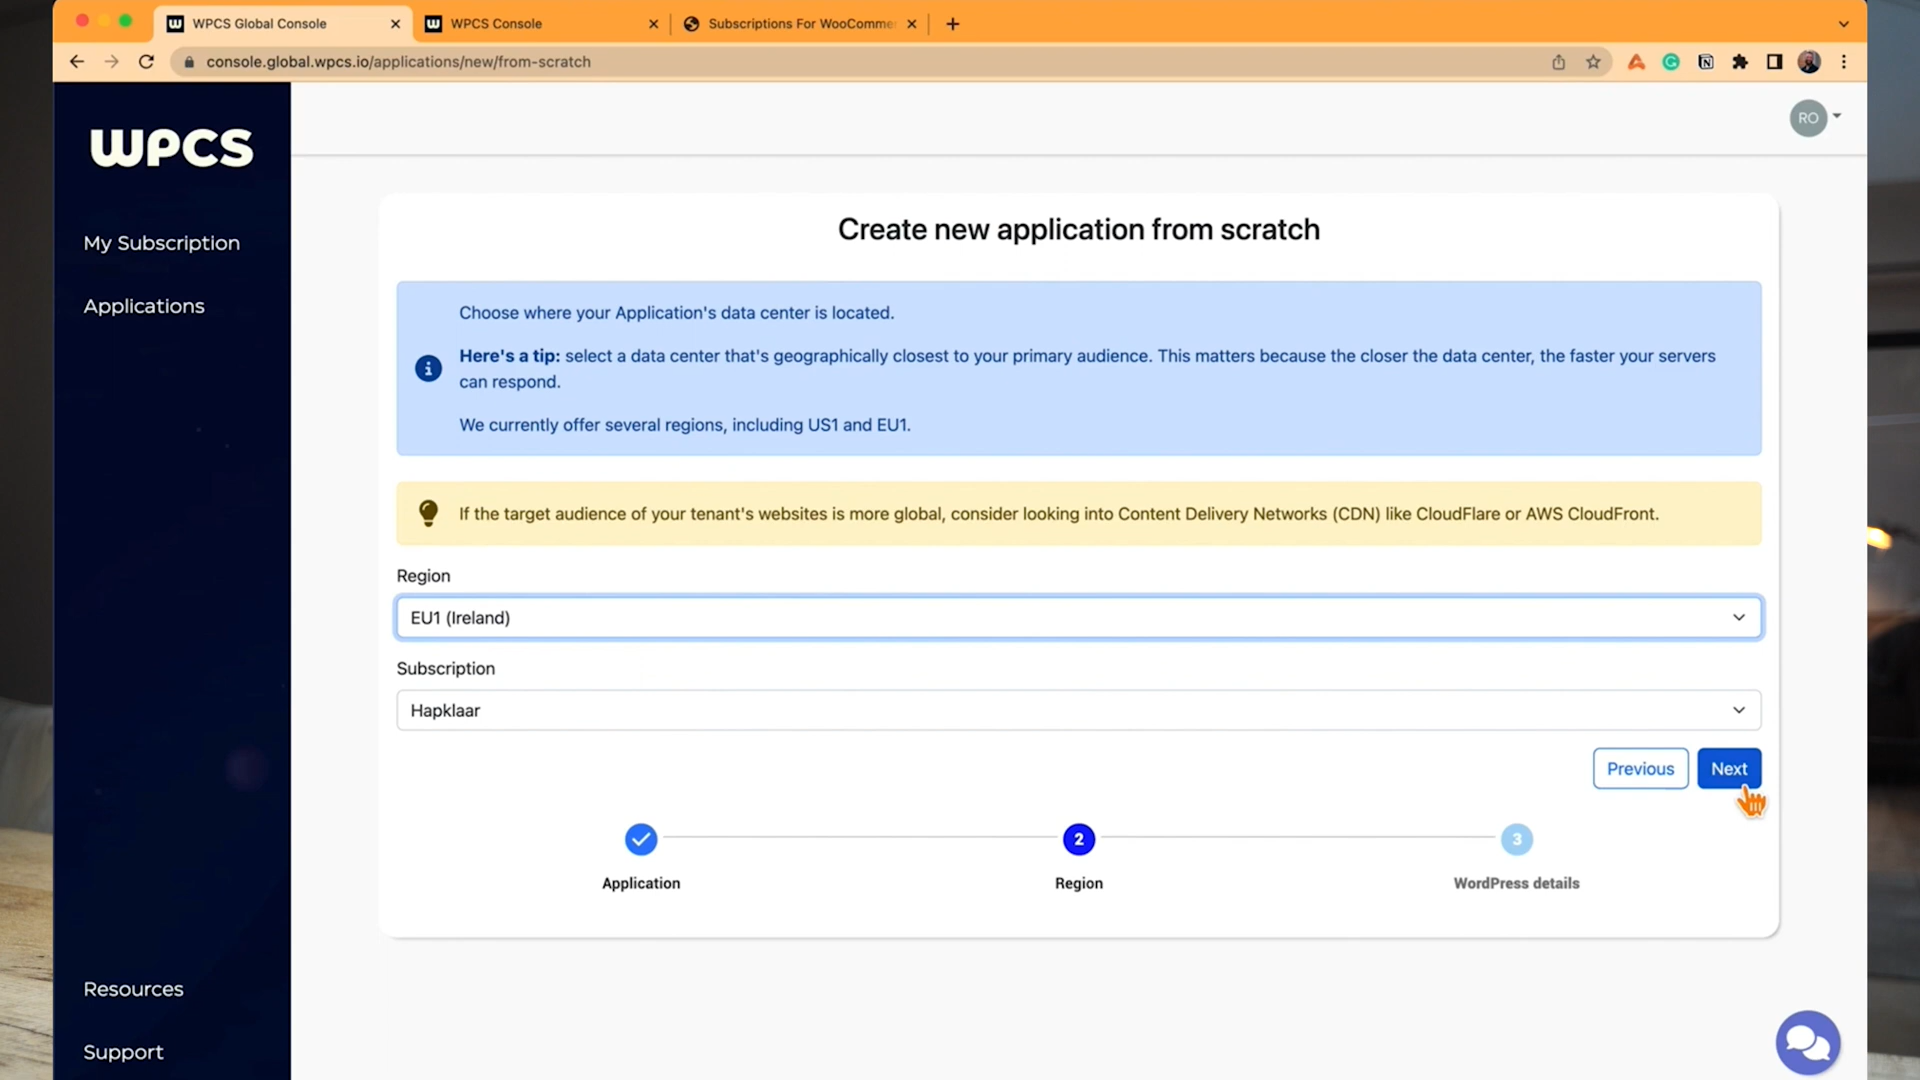 WPCS Global Console
WPCS Console
Subscriptions For WooComme
console.global.wpcs.io/applications/new/from-scratch
WPCS
RO
My Subscription
Applications
Resources
Support
Create new application from scratch
Choose where your Application's data center is located.
Here's a tip: select a data center that's geographically closest to your primary audience. This matters because the closer the data center, the faster your servers
can respond.
We currently offer several regions, including US1 and EU1.
If the target audience of your tenant's websites is more global, consider looking into Content Delivery Networks (CDN) like CloudFlare or AWS CloudFront.
Region
EU1 (Ireland)
Subscription
Hapklaar
Previous
Next
2
3
Application
Region
WordPress details